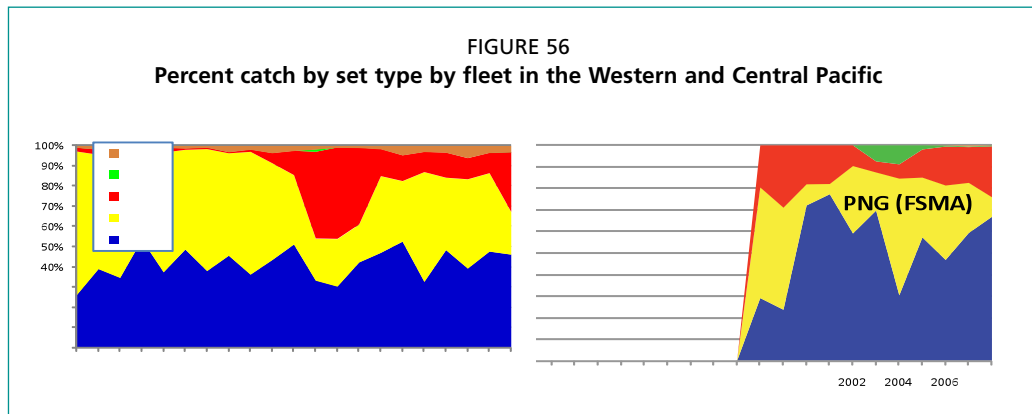 FIGURE 56
Percent catch by set type by fleet in the Western and Central Pacific
100%
90%
80%
70%
60%
50%
40%
PNG (FSMA)
2002 2004 2006